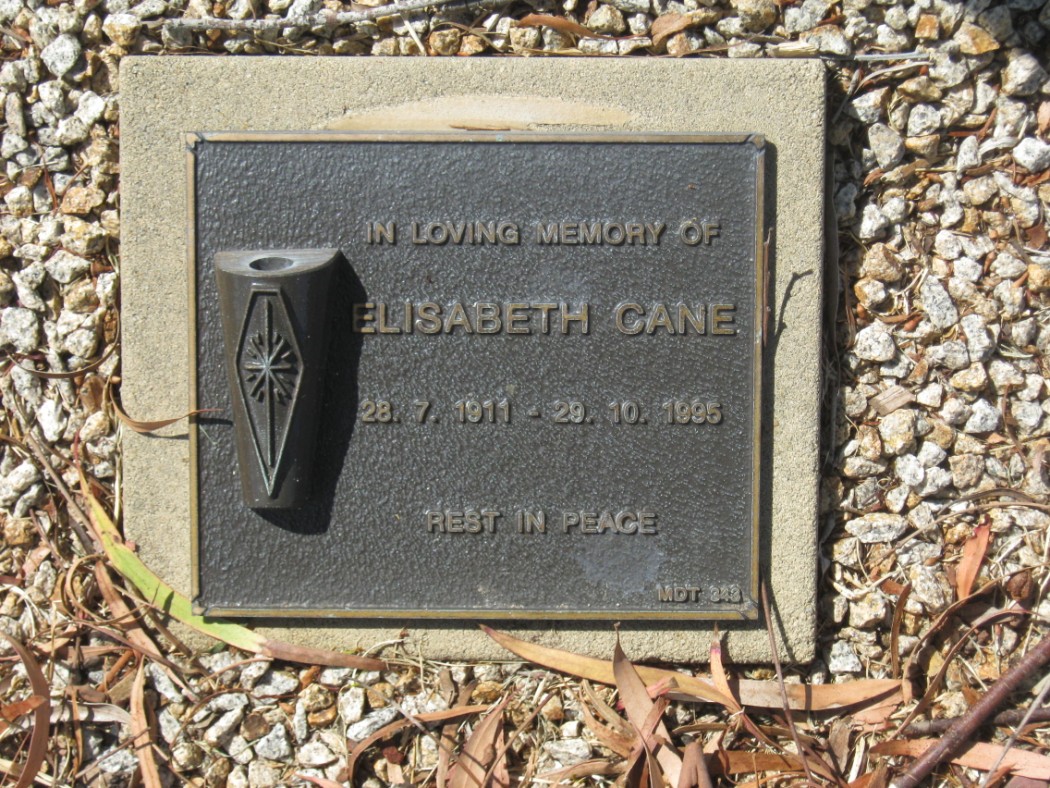 IN LOVING MEMORY OF
ELISABETH CANE
28. 7. 1911 - 29. 10. 1995
REST IN PEACE
MDT 343